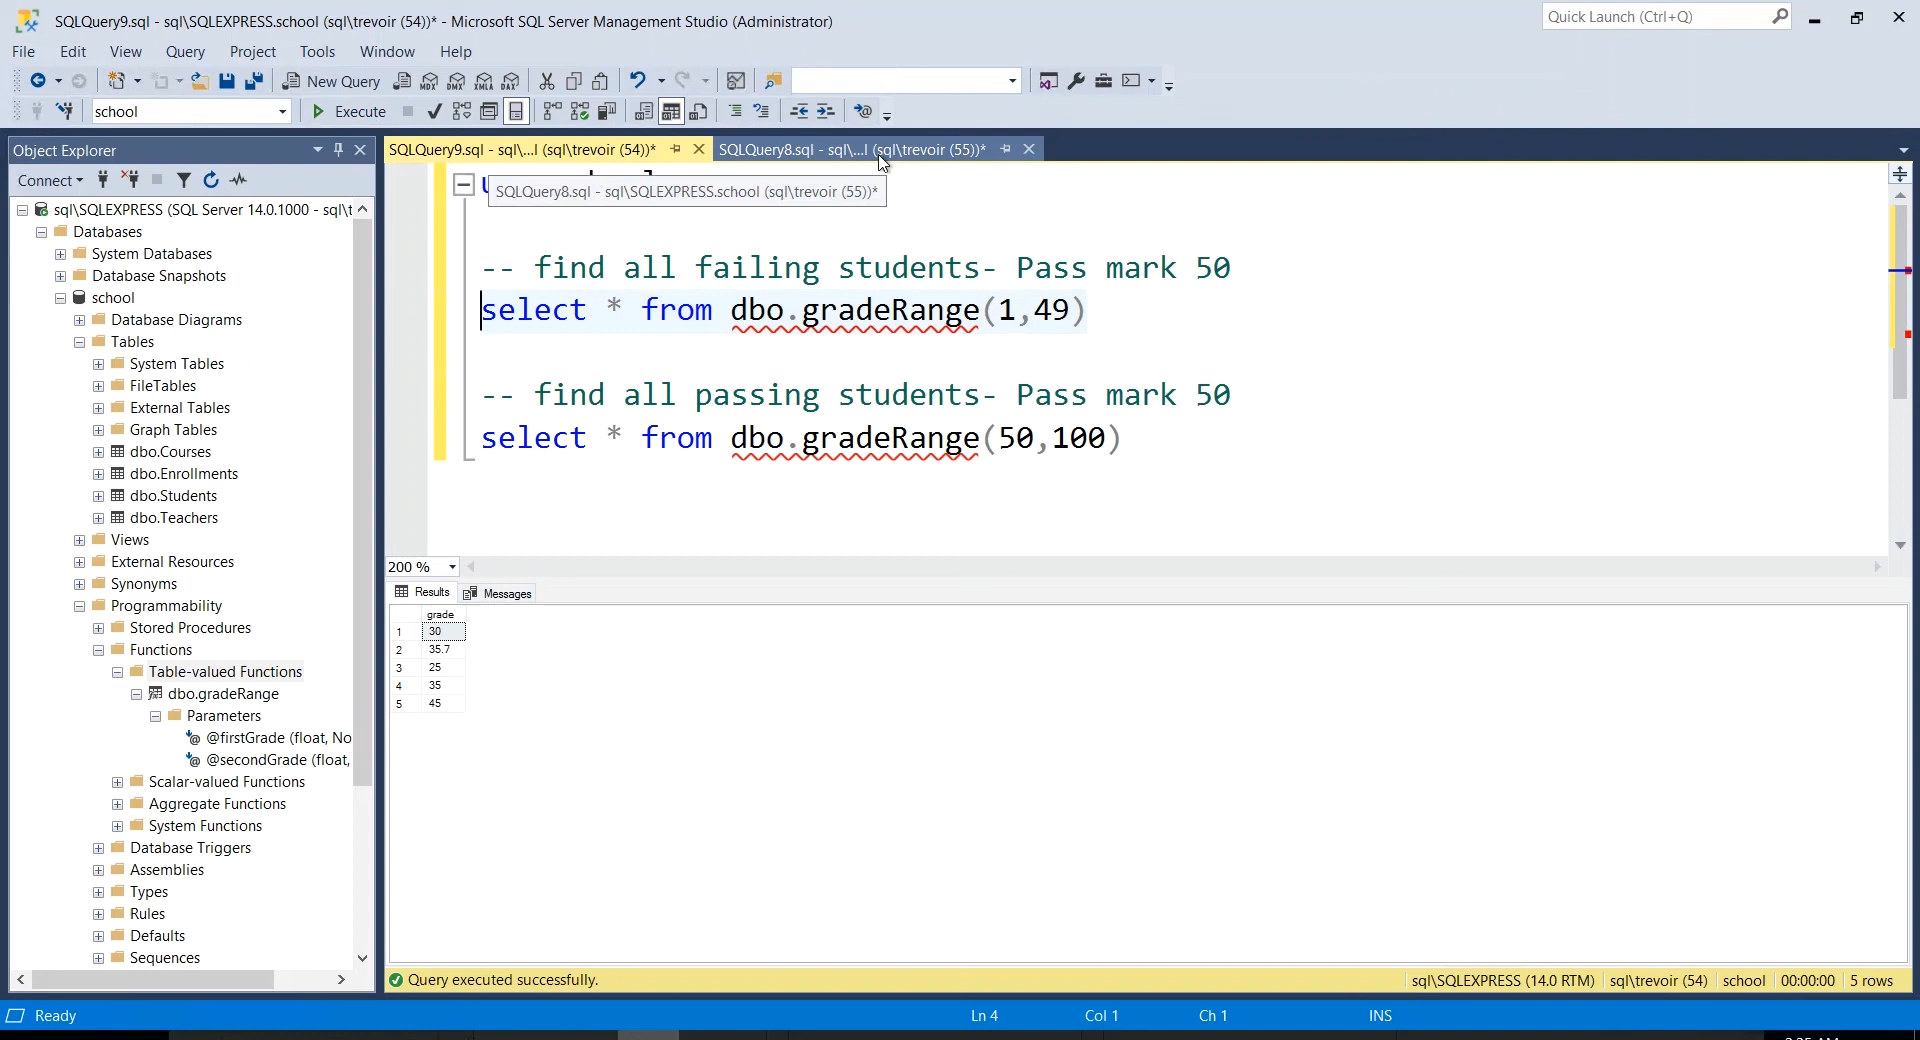 SQLQuery9.sql - sql\SQLEXPRESS.school (sql\trevoir (54))* - Microsoft SQL Server Management Studio (Administrator)
Quick Launch (Ctrl+Q)
File Edit View Query Project Tools Window Help
New Query MDX DMX XMLA DAX
school Execute
Object Explorer
SQLQuery9.sql - sql\...l (sql\trevoir (54))* SQLQuery8.sql - sql\...l (sql\trevoir (55))*
Connect
SQLQuery8.sql - sql\SQLEXPRESS.school (sql\trevoir (55))*
-- find all failing students- Pass mark 50
select * from dbo.gradeRange(1,49)
-- find all passing students- Pass mark 50
select * from dbo.gradeRange(50,100)
sql\SQLEXPRESS (SQL Server 14.0.1000 - sql\t
Databases
System Databases
Database Snapshots
school
Database Diagrams
Tables
System Tables
FileTables
External Tables
Graph Tables
dbo.Courses
dbo.Enrollments
dbo.Students
dbo.Teachers
Views
External Resources
Synonyms
Programmability
Stored Procedures
Functions
Table-valued Functions
dbo.gradeRange
Parameters
@firstGrade (float, No
@secondGrade (float,
Scalar-valued Functions
Aggregate Functions
System Functions
Database Triggers
Assemblies
Types
Rules
Defaults
Sequences
200 %
Results Messages
grade
1 30
2 35.7
3 25
4 35
5 45
Query executed successfully.
sql\SQLEXPRESS (14.0 RTM) sql\trevoir (54) school 00:00:00 5 rows
Ready Ln 4 Col 1 Ch 1 INS